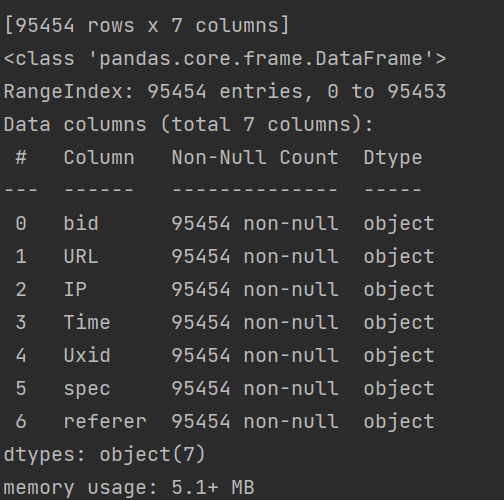 [95454 rows x 7 columns]
<class 'pandas.core.frame.DataFrame'>
RangeIndex: 95454 entries, 0 to 95453
Data columns (total 7 columns):
 #   Column   Non-Null Count  Dtype
---  ------   --------------  -----
 0   bid      95454 non-null  object
 1   URL      95454 non-null  object
 2   IP       95454 non-null  object
 3   Time     95454 non-null  object
 4   Uxid     95454 non-null  object
 5   spec     95454 non-null  object
 6   referer  95454 non-null  object
dtypes: object(7)
memory usage: 5.1+ MB